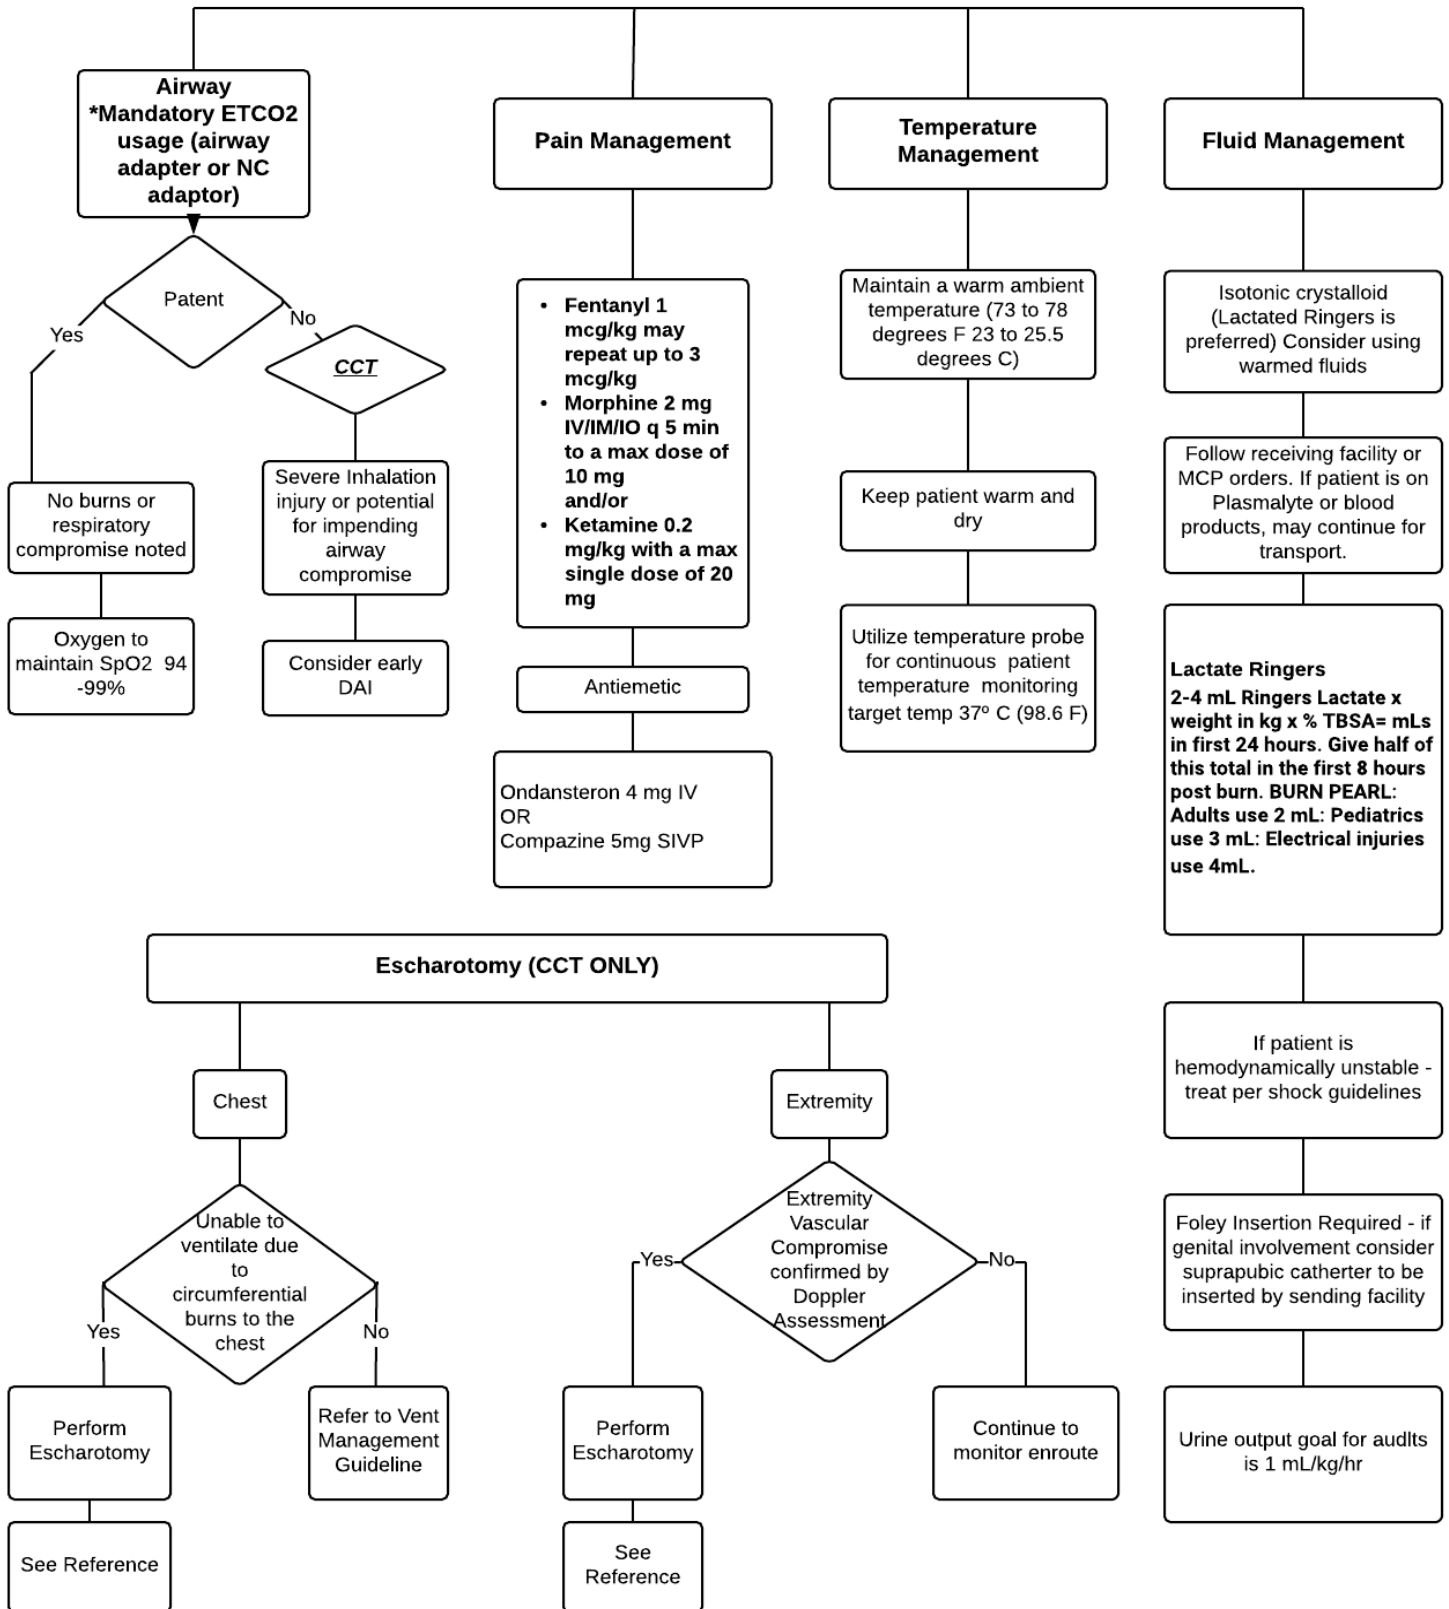 Airway
*Mandatory ETCO2
usage (airway
adapter or NC
adaptor)
Patent
Yes
No
CCT
No burns or
respiratory
compromise noted
Oxygen to
maintain SpO2 94
-99%
Severe Inhalation
injury or potential
for impending
airway
compromise
Consider early
DAI
Pain Management
• Fentanyl 1
mcg/kg may
repeat up to 3
mcg/kg
• Morphine 2 mg
IV/IM/IO q 5 min
to a max dose of
10 mg
and/or
• Ketamine 0.2
mg/kg with a max
single dose of 20
mg
Antiemetic
Ondansteron 4 mg IV
OR
Compazine 5mg SIVP
Temperature
Management
Maintain a warm ambient
temperature (73 to 78
degrees F 23 to 25.5
degrees C)
Keep patient warm and
dry
Utilize temperature probe
for continuous patient
temperature monitoring
target temp 37º C (98.6 F)
Fluid Management
Isotonic crystalloid
(Lactated Ringers is
preferred) Consider using
warmed fluids
Follow receiving facility or
MCP orders. If patient is on
Plasmalyte or blood
products, may continue for
transport.
Lactate Ringers
2-4 mL Ringers Lactate x
weight in kg x % TBSA= mLs
in first 24 hours. Give half of
this total in the first 8 hours
post burn. BURN PEARL:
Adults use 2 mL: Pediatrics
use 3 mL: Electrical injuries
use 4mL.
If patient is
hemodynamically unstable -
treat per shock guidelines
Foley Insertion Required - if
genital involvement consider
suprapubic catherter to be
inserted by sending facility
Urine output goal for audlts
is 1 mL/kg/hr
Escharotomy (CCT ONLY)
Chest
Unable to
ventilate due
to
circumferential
burns to the
chest
Yes
No
Perform
Escharotomy
See Reference
Refer to Vent
Management
Guideline
Extremity
Extremity
Vascular
Compromise
confirmed by
Doppler
Assessment
Yes
No
Perform
Escharotomy
See
Reference
Continue to
monitor enroute